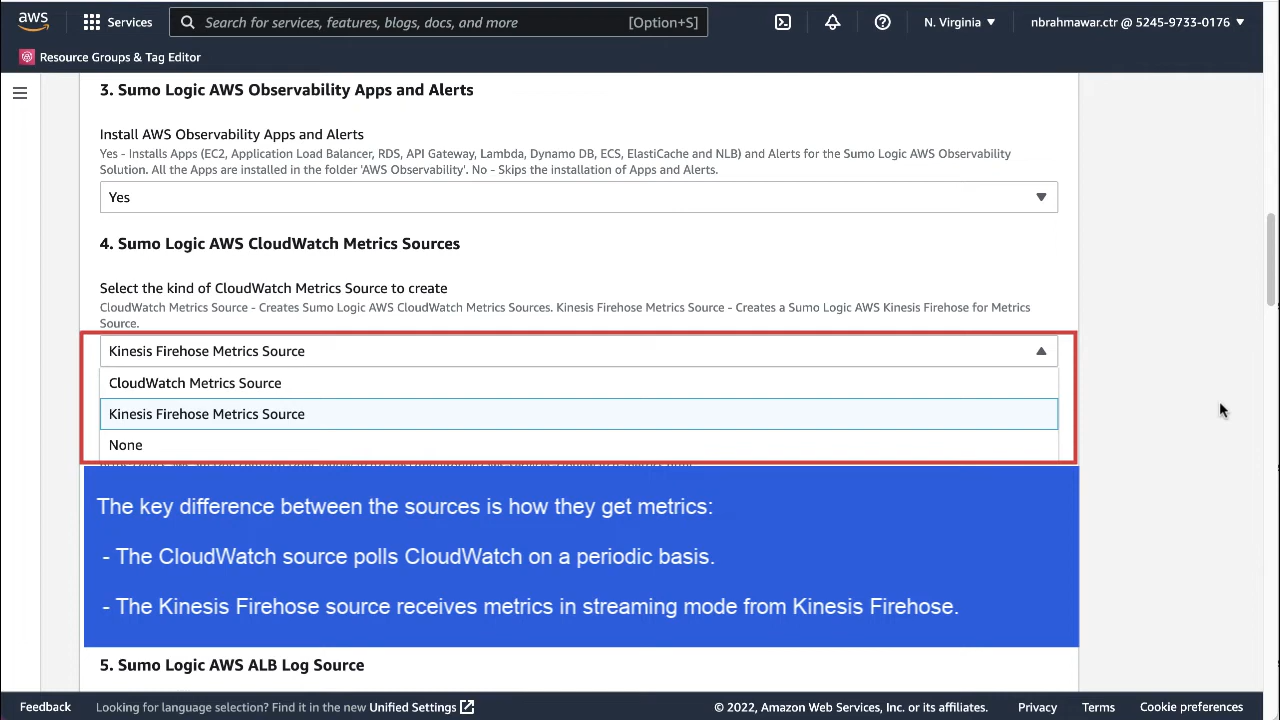 aws
Services
Search for services, features, blogs, docs, and more
[Option+S]
N. Virginia
nbrahmawar.ctr @ 5245-9733-0176
Resource Groups & Tag Editor
3. Sumo Logic AWS Observability Apps and Alerts
Install AWS Observability Apps and Alerts
Yes - Installs Apps (EC2, Application Load Balancer, RDS, API Gateway, Lambda, Dynamo DB, ECS, ElastiCache and NLB) and Alerts for the Sumo Logic AWS Observability
Solution. All the Apps are installed in the folder 'AWS Observability'. No - Skips the installation of Apps and Alerts.
Yes
4. Sumo Logic AWS CloudWatch Metrics Sources
Select the kind of CloudWatch Metrics Source to create
CloudWatch Metrics Source - Creates Sumo Logic AWS CloudWatch Metrics Sources. Kinesis Firehose Metrics Source - Creates a Sumo Logic AWS Kinesis Firehose for Metrics
Source.
Kinesis Firehose Metrics Source
CloudWatch Metrics Source
Kinesis Firehose Metrics Source
None
The key difference between the sources is how they get metrics:
- The CloudWatch source polls CloudWatch on a periodic basis.
- The Kinesis Firehose source receives metrics in streaming mode from Kinesis Firehose.
5. Sumo Logic AWS ALB Log Source
Feedback
Looking for language selection? Find it in the new Unified Settings
© 2022, Amazon Web Services, Inc. or its affiliates.
Privacy
Terms
Cookie preferences